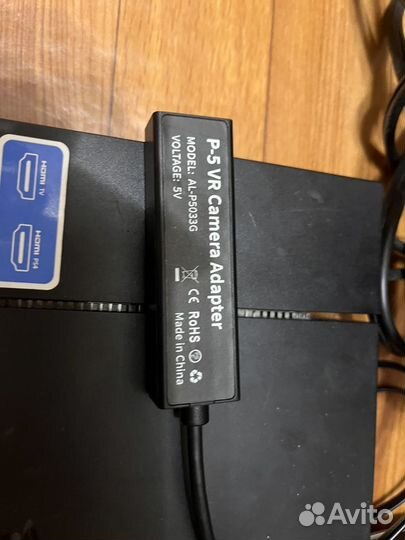 P-5 VR Camera Adapter
MODEL: AL-P5033G
VOLTAGE: 5V
CE RoHS
Made in China
HDMI TV
HDMI PS4
Avito